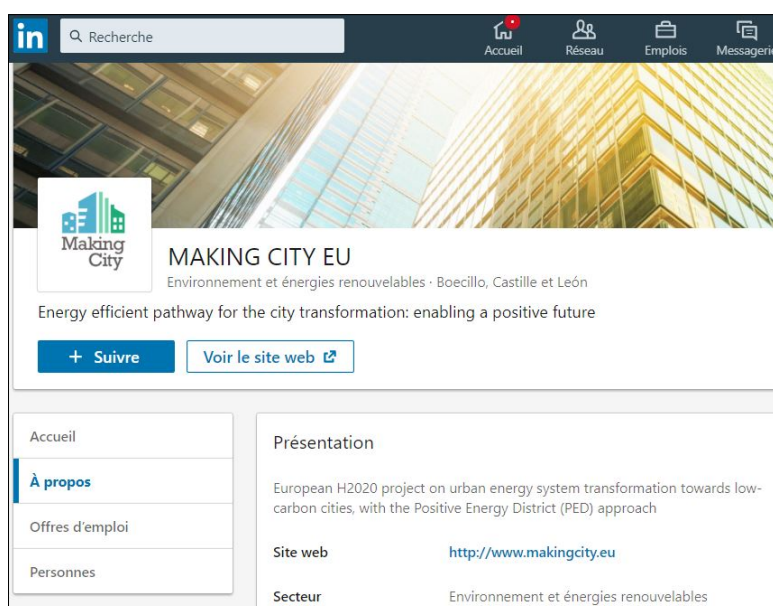 in
Recherche
Accueil
Réseau
Emplois
Messagerie
Making
City
MAKING CITY EU
Environnement et énergies renouvelables · Boecillo, Castille et León
Energy efficient pathway for the city transformation: enabling a positive future
+ Suivre
Voir le site web
Accueil
À propos
Offres d'emploi
Personnes
Présentation
European H2020 project on urban energy system transformation towards low-
carbon cities, with the Positive Energy District (PED) approach
Site web http://www.makingcity.eu
Secteur Environnement et énergies renouvelables